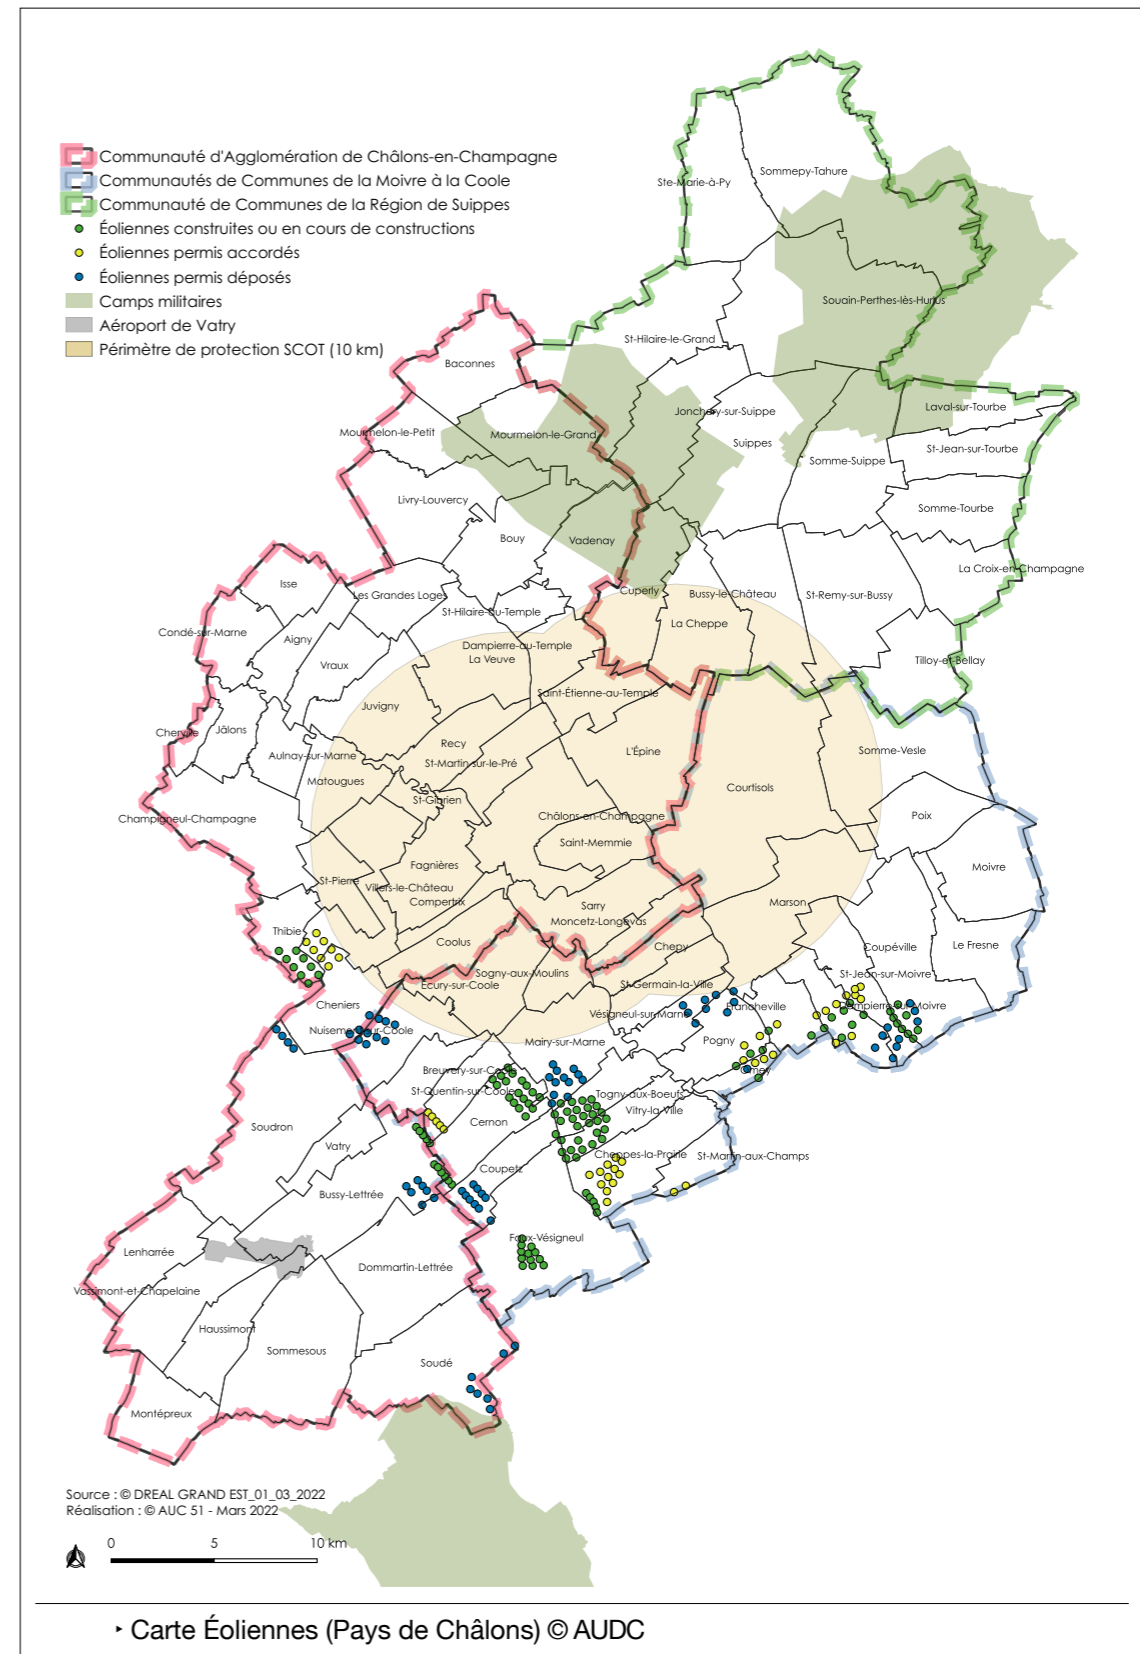 Communauté d'Agglomération de Châlons-en-Champagne
Communautés de Communes de la Moivre à la Coole
Communauté de Communes de la Région de Suippes
Éoliennes construites ou en cours de constructions
Éoliennes permis accordés
Éoliennes permis déposés
Camps militaires
Aéroport de Vatry
Périmètre de protection SCOT (10 km)
Sommepy-Tahure
Ste-Marie-à-Py
Souain-Perthes-lès-Hurlus
St-Hilaire-le-Grand
Baconnes
Jonchery-sur-Suippe
Laval-sur-Tourbe
Mourmelon-le-Petit
Mourmelon-le-Grand
Suippes
St-Jean-sur-Tourbe
Somme-Suippe
Livry-Louvercy
Somme-Tourbe
Bouy
Vadenay
La Croix-en-Champagne
Isse
Les Grandes Loges
Cuperly
Bussy-le-Château
St-Remy-sur-Bussy
St-Hilaire-du-Temple
La Cheppe
Condé-sur-Marne
Aigny
Dampierre-au-Temple
La Veuve
Vraux
Tilloy-et-Bellay
Saint-Étienne-au-Temple
Juvigny
Cherville
Jâlons
Recy
L'Épine
Somme-Vesle
Aulnay-sur-Marne
St-Martin-sur-le-Pré
Matougues
Courtisols
St-Gibrien
Champigneul-Champagne
Châlons-en-Champagne
Poix
Saint-Memmie
Fagnières
Moivre
St-Pierre
Villers-le-Château
Compertrix
Sarry
Marson
Moncetz-Longevas
Thibie
Coolus
Chepy
Coupéville
Le Fresne
Sogny-aux-Moulins
St-Jean-sur-Moivre
Écury-sur-Coole
St-Germain-la-Ville
Cheniers
Vésigneul-sur-Marne
Francheville
Dampierre-sur-Moivre
Nuisement-sur-Coole
Mairy-sur-Marne
Pogny
Breuvery-sur-Coole
Omey
St-Quentin-sur-Coole
Togny-aux-Boeufs
Vitry-la-Ville
Cernon
Soudron
Vatry
Cheppes-la-Prairie
St-Martin-aux-Champs
Coupetz
Bussy-Lettrée
Faux-Vésigneul
Lenharrée
Dommartin-Lettrée
Vassimont-et-Chapelaine
Haussimont
Sommesous
Soudé
Montépreux
Source : © DREAL GRAND EST_01_03_2022
Réalisation : © AUC 51 - Mars 2022
0 5 10 km
‣ Carte Éoliennes (Pays de Châlons) © AUDC